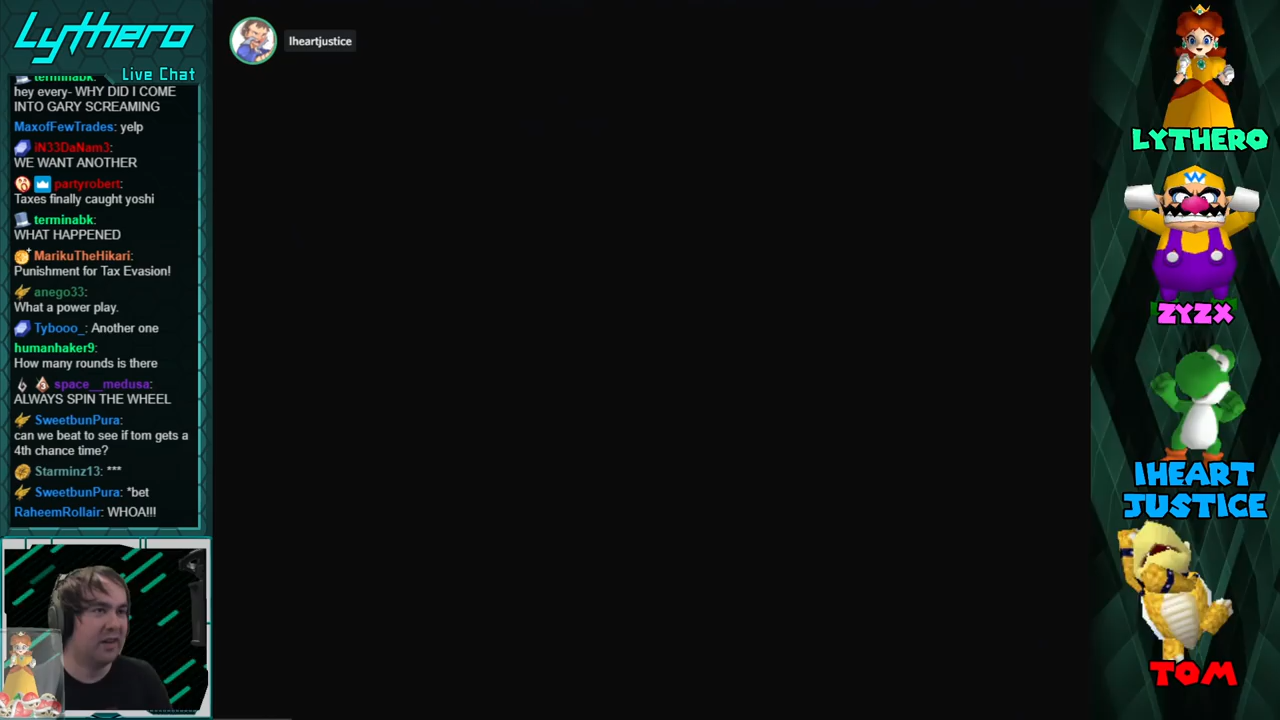 Lythero
Live Chat
terminabk:
hey every- WHY DID I COME
INTO GARY SCREAMING
MaxofFewTrades: yelp
iN33DaNam3:
WE WANT ANOTHER
partyrobert:
Taxes finally caught yoshi
terminabk:
WHAT HAPPENED
MarikuTheHikari:
Punishment for Tax Evasion!
anego33:
What a power play.
Tybooo_: Another one
humanhaker9:
How many rounds is there
space__medusa:
ALWAYS SPIN THE WHEEL
SweetbunPura:
can we beat to see if tom gets a
4th chance time?
Starminz13: ***
SweetbunPura: *bet
RaheemRollair: WHOA!!!
Iheartjustice
LYTHERO
W
ZYZX
IHEART
JUSTICE
TOM